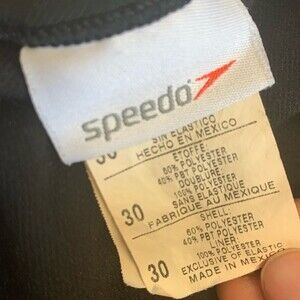 speedo
30
SIN ELASTICO
HECHO EN MEXICO
ETOFFE:
60% POLYESTER
40% PBT POLYESTER
DOUBLURE:
100% POLYESTER
SANS ELASTIQUE
30
FABRIQUE AU MEXIQUE
SHELL:
60% POLYESTER
40% PBT POLYESTER
LINER:
100% POLYESTER
EXCLUSIVE OF ELASTIC
30
MADE IN MEXICO